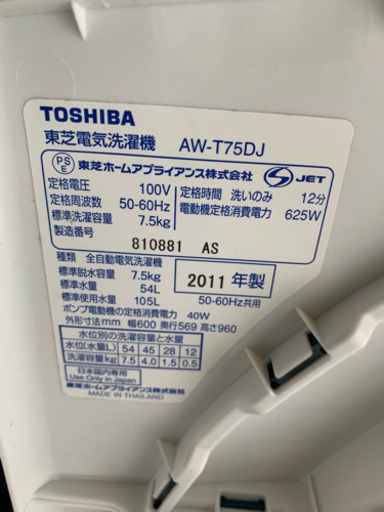 TOSHIBA
東芝電気洗濯機 AW-T75DJ
PS E 東芝ホームアプライアンス株式会社 S JET
定格電圧 100V 定格時間 洗いのみ 12分
定格周波数 50-60Hz 電動機定格消費電力 625W
標準洗濯容量 7.5kg
製造番号
810881 AS
種類 全自動電気洗濯機
標準脱水容量 7.5kg 2011年製
標準水量 54L
標準使用水量 105L 50-60Hz共用
ポンプ電動機の定格消費電力 40W
外形寸法mm 幅600 奥行569 高さ960
水位別の洗濯容量と水量
水位(水量L) 54 45 28 12
洗濯容量kg 7.5 4.0 1.5 0.5
日本国内専用
Use Only in Japan
東芝ホームアプライアンス株式会社
MADE IN THAILAND